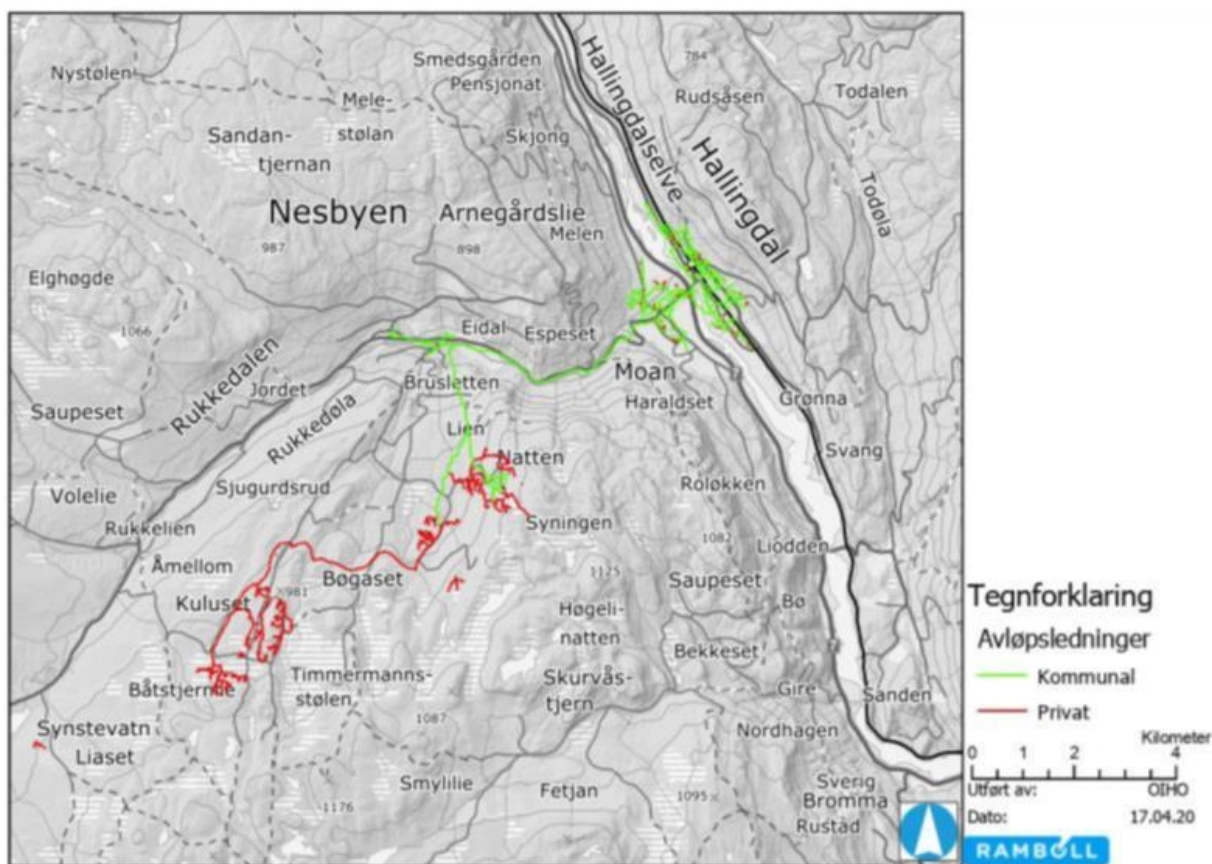 Smedsgården
Pensjonat
784
Rudsåsen
Todalen
Nystølen
Mele-
stølan
Hallingdalselve
Sandan-
tjernan
Skjong
Hallingdal
Todøla
Nesbyen
Arnegårdslie
Melen
987
898
Elghøgde
1066
Eidal
Espeset
Rukkedalen
Jordet
Brusletten
Moan
Haraldset
Grønna
Saupeset
Rukkedøla
Lien
Natten
Svang
Volelie
Sjugurdsrud
Roløkken
Rukkelien
Syningen
1082
Liodden
Åmellom
Bøgaset
1125
Saupeset
Kuluset
981
Høgeli-
natten
Bø
Bekkeset
Båtstjernlie
Timmermanns-
stølen
Skurvås-
tjern
Gire
Sanden
Synstevatn
Liaset
1087
Nordhagen
Smylilie
Fetjan
1176
1095
Sverig
Bromma
Rustad
Tegnforklaring
Avløpsledninger
Kommunal
Privat
Kilometer
0 1 2 4
Utført av: OIHO
Dato: 17.04.20
RAMBOLL